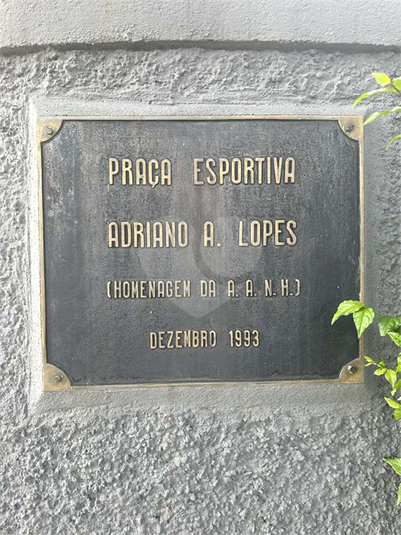 PRAÇA ESPORTIVA
ADRIANO A. LOPES
(HOMENAGEM DA A. A. N. H.)
DEZENBRO 1993